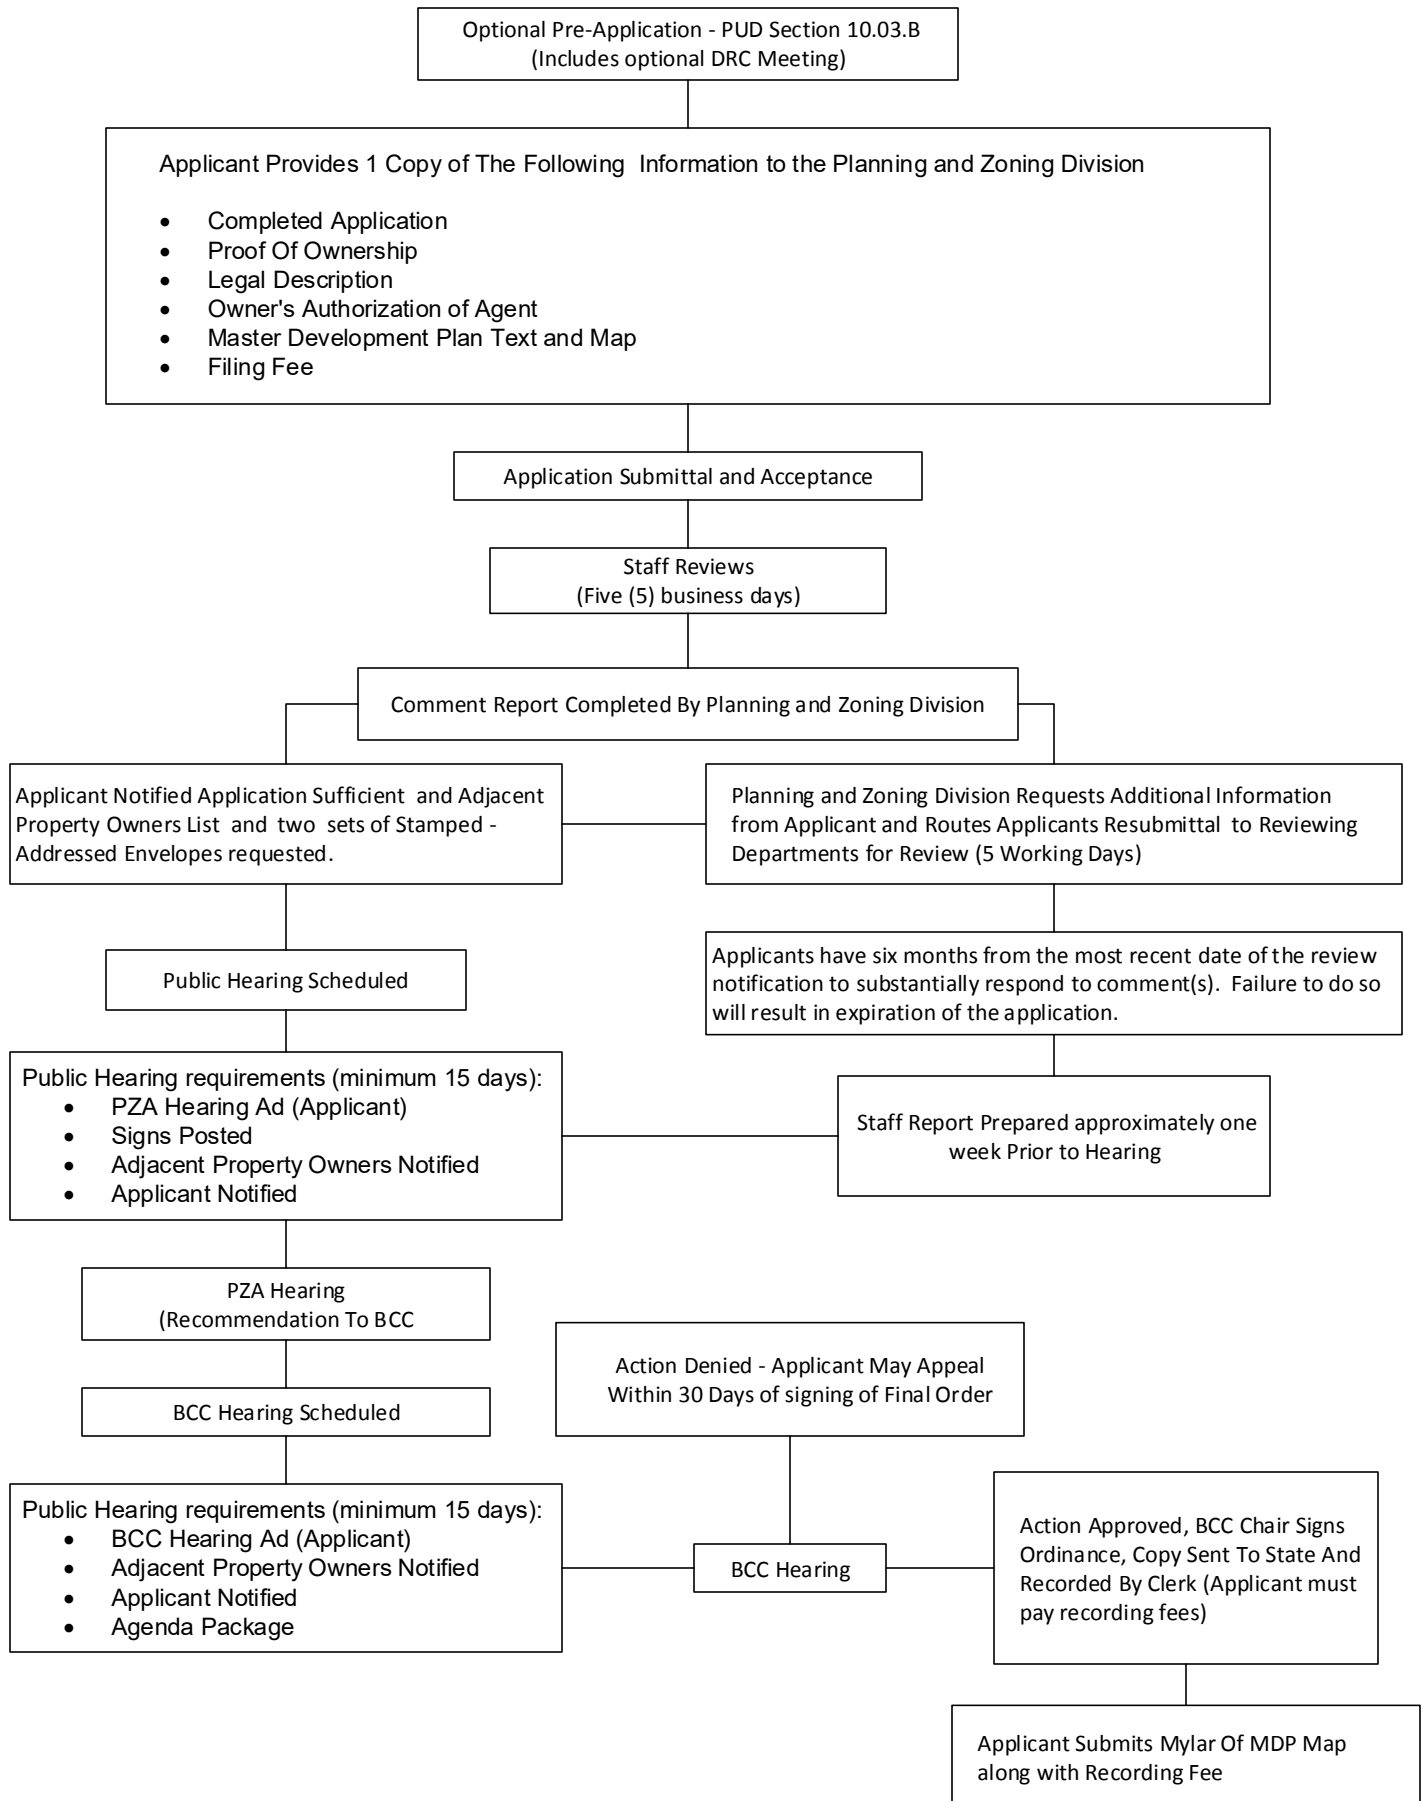 Optional Pre-Application - PUD Section 10.03.B
(Includes optional DRC Meeting)
Applicant Provides 1 Copy of The Following Information to the Planning and Zoning Division
• Completed Application
• Proof Of Ownership
• Legal Description
• Owner's Authorization of Agent
• Master Development Plan Text and Map
• Filing Fee
Application Submittal and Acceptance
Staff Reviews
(Five (5) business days)
Comment Report Completed By Planning and Zoning Division
Applicant Notified Application Sufficient and Adjacent
Property Owners List and two sets of Stamped -
Addressed Envelopes requested.
Planning and Zoning Division Requests Additional Information
from Applicant and Routes Applicants Resubmittal to Reviewing
Departments for Review (5 Working Days)
Public Hearing Scheduled
Applicants have six months from the most recent date of the review
notification to substantially respond to comment(s). Failure to do so
will result in expiration of the application.
Public Hearing requirements (minimum 15 days):
• PZA Hearing Ad (Applicant)
• Signs Posted
• Adjacent Property Owners Notified
• Applicant Notified
Staff Report Prepared approximately one
week Prior to Hearing
PZA Hearing
(Recommendation To BCC
Action Denied - Applicant May Appeal
Within 30 Days of signing of Final Order
BCC Hearing Scheduled
Public Hearing requirements (minimum 15 days):
• BCC Hearing Ad (Applicant)
• Adjacent Property Owners Notified
• Applicant Notified
• Agenda Package
BCC Hearing
Action Approved, BCC Chair Signs
Ordinance, Copy Sent To State And
Recorded By Clerk (Applicant must
pay recording fees)
Applicant Submits Mylar Of MDP Map
along with Recording Fee